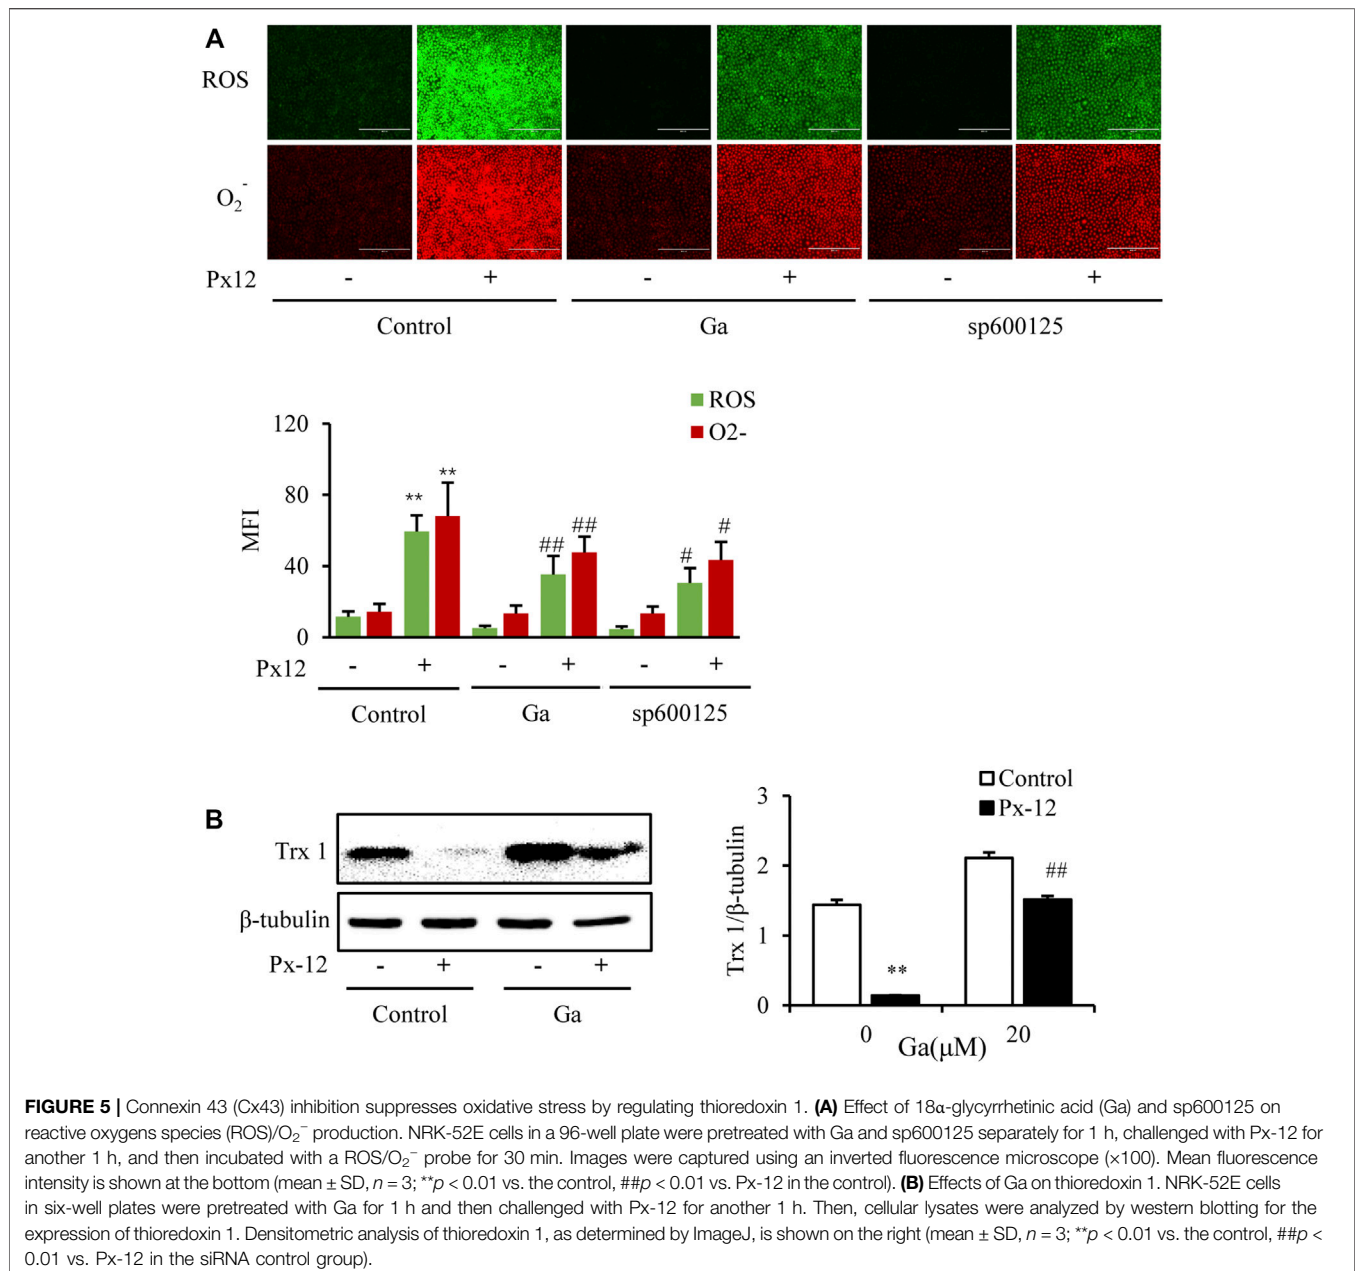 A
ROS
O2-
Px12 - + - + - +
Control Ga sp600125
ROS
O2-
120
80
40
0
MFI
** ** ## ## # #
Px12 - + - + - +
Control Ga sp600125
B
Trx 1
β-tubulin
Px-12 - + - +
Control Ga
Control
Px-12
3
2
1
0
Trx 1/β-tubulin
** ##
0 20
Ga(μM)
FIGURE 5 | Connexin 43 (Cx43) inhibition suppresses oxidative stress by regulating thioredoxin 1. (A) Effect of 18α-glycyrrhetinic acid (Ga) and sp600125 on
reactive oxygens species (ROS)/O2− production. NRK-52E cells in a 96-well plate were pretreated with Ga and sp600125 separately for 1 h, challenged with Px-12 for
another 1 h, and then incubated with a ROS/O2− probe for 30 min. Images were captured using an inverted fluorescence microscope (×100). Mean fluorescence
intensity is shown at the bottom (mean ± SD, n = 3; **p < 0.01 vs. the control, ##p < 0.01 vs. Px-12 in the control). (B) Effects of Ga on thioredoxin 1. NRK-52E cells
in six-well plates were pretreated with Ga for 1 h and then challenged with Px-12 for another 1 h. Then, cellular lysates were analyzed by western blotting for the
expression of thioredoxin 1. Densitometric analysis of thioredoxin 1, as determined by ImageJ, is shown on the right (mean ± SD, n = 3; **p < 0.01 vs. the control, ##p <
0.01 vs. Px-12 in the siRNA control group).